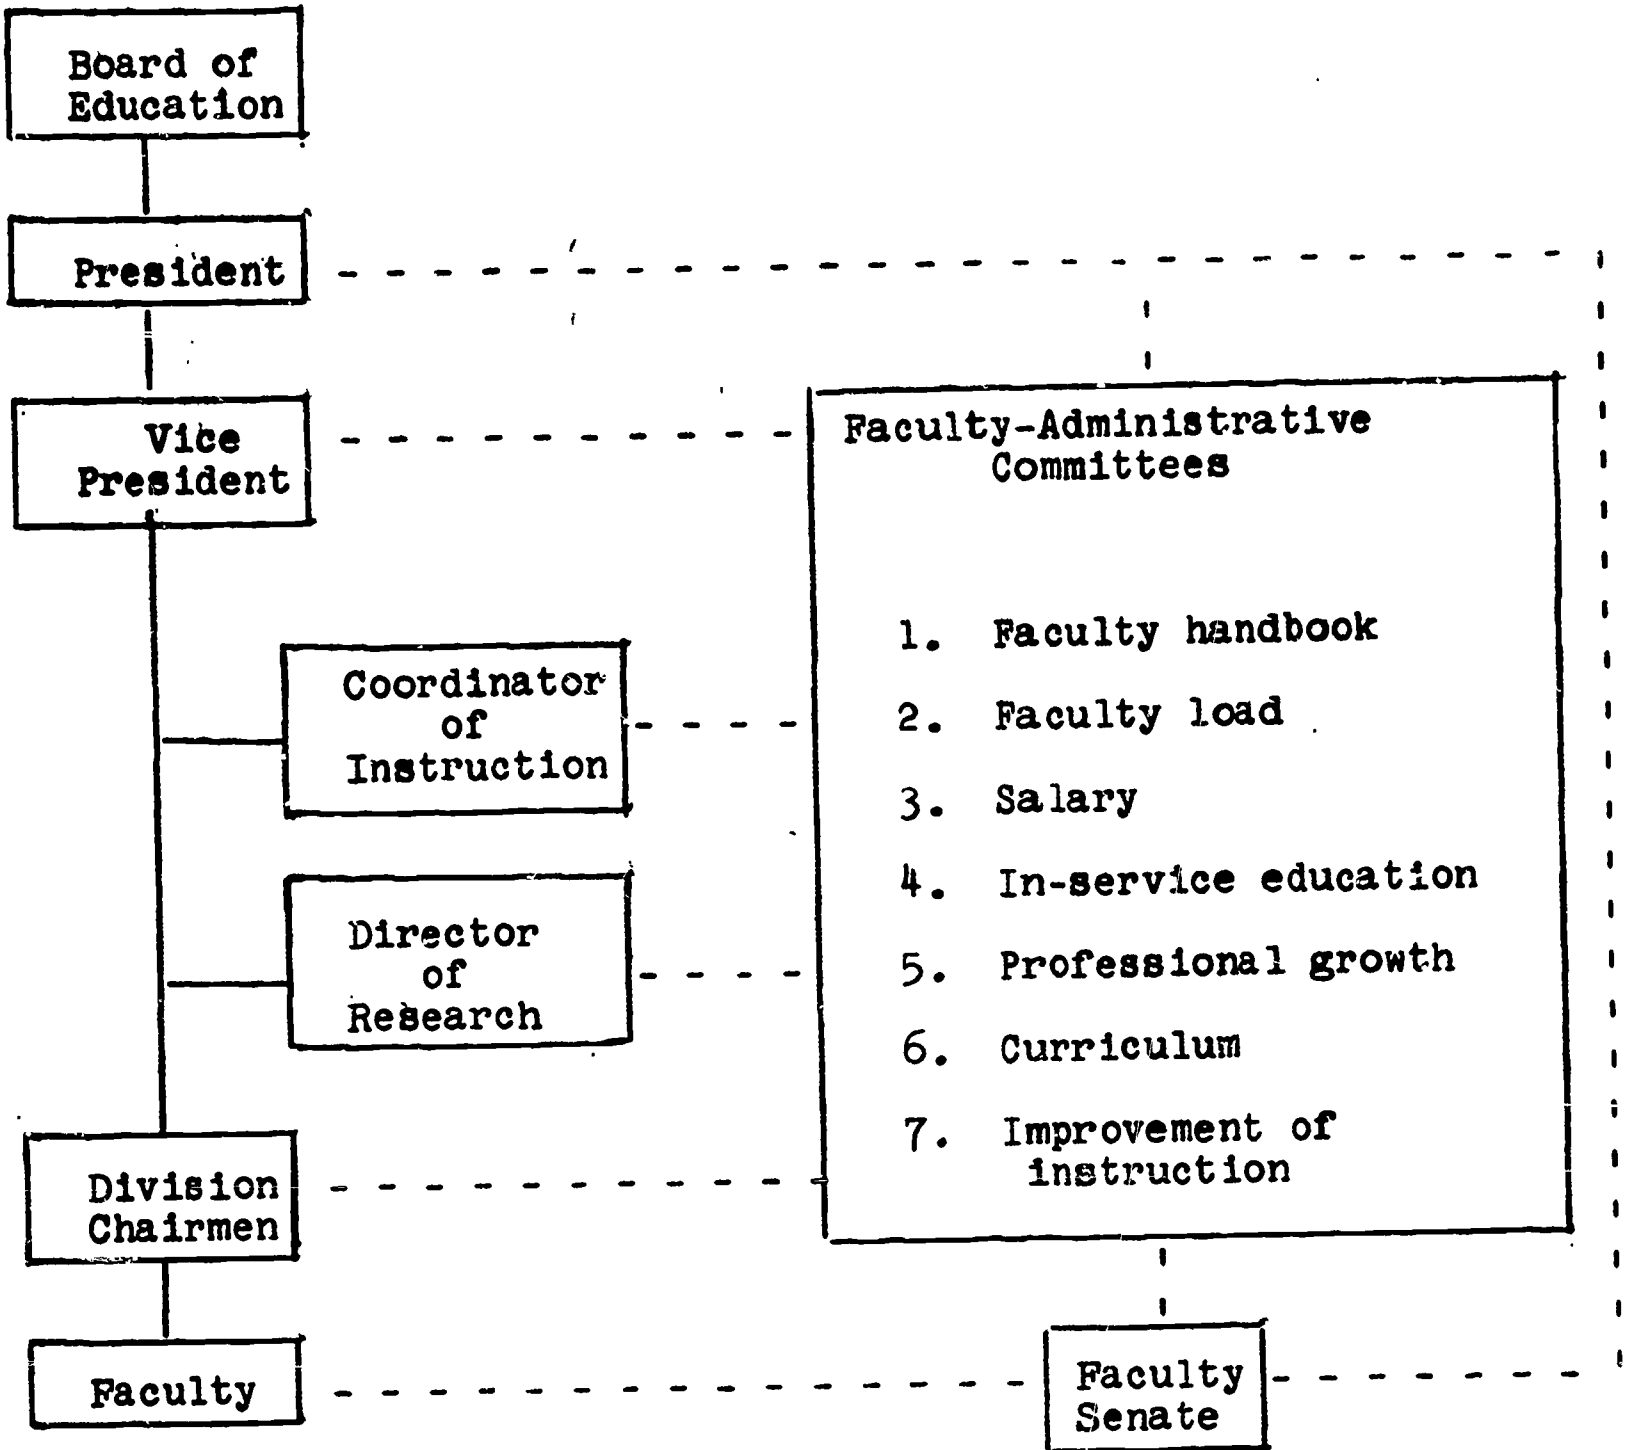 Board of
Education
President
Vice
President
Faculty-Administrative
Committees
1. Faculty handbook
2. Faculty load
3. Salary
4. In-service education
5. Professional growth
6. Curriculum
7. Improvement of
instruction
Coordinator
of
Instruction
Director
of
Research
Division
Chairmen
Faculty
Faculty
Senate